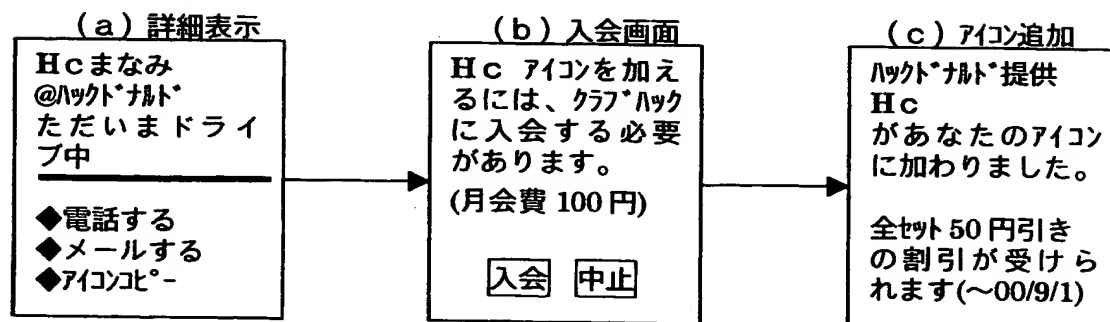 (a) 詳細表示
Hcまなみ
@ﾊｯｸﾄﾞﾅﾙﾄﾞ
ただいまドライ
ブ中
◆電話する
◆メールする
◆ｱｲｺﾝｺﾋﾟｰ
(b) 入会画面
Hc ｱｲｺﾝを加え
るには、ｸﾗﾌﾞﾊｯｸ
に入会する必要
があります。
(月会費 100 円)
入会 中止
(c) ｱｲｺﾝ追加
ﾊｯｸﾄﾞﾅﾙﾄﾞ提供
Hc
があなたのｱｲｺﾝ
に加わりました。
全ｾｯﾄ 50 円引き
の割引が受けら
れます(～00/9/1)